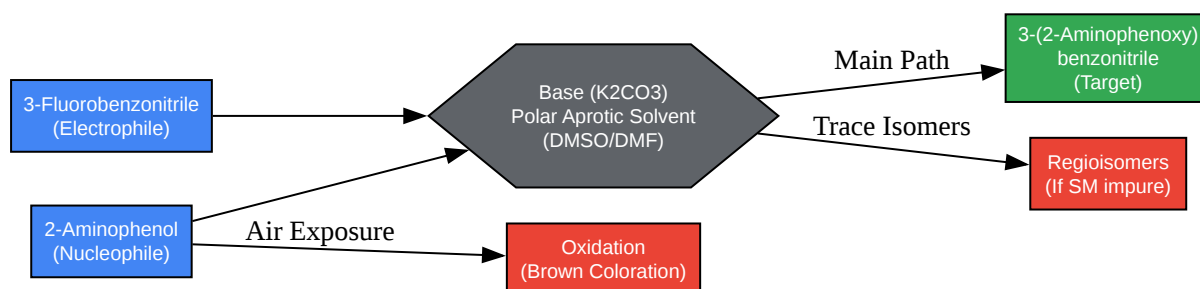 3-Fluorobenzonitrile
(Electrophile)
2-Aminophenol
(Nucleophile)
Air Exposure
Base (K2CO3)
Polar Aprotic Solvent
(DMSO/DMF)
Oxidation
(Brown Coloration)
Main Path
Trace Isomers
3-(2-Aminophenoxy)
benzonitrile
(Target)
Regioisomers
(If SM impure)